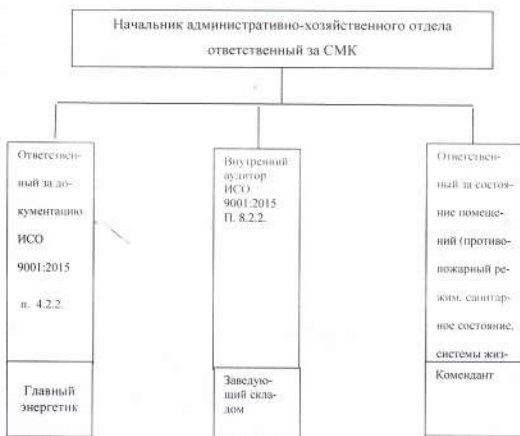 Начальник административно-хозяйственного отдела
ответственный за СМК
Ответствен-
ный за до-
кументацию
ИСО
9001:2015
п. 4.2.2.
Главный
энергетик
Внутренний
аудитор
ИСО
9001:2015
П. 8.2.2.
Заведую-
щий скла-
дом
Ответствен-
ный за состоя-
ние помеще-
ний (противо-
пожарный ре-
жим, санитар-
ное состояние,
системы жиз-
Комендант